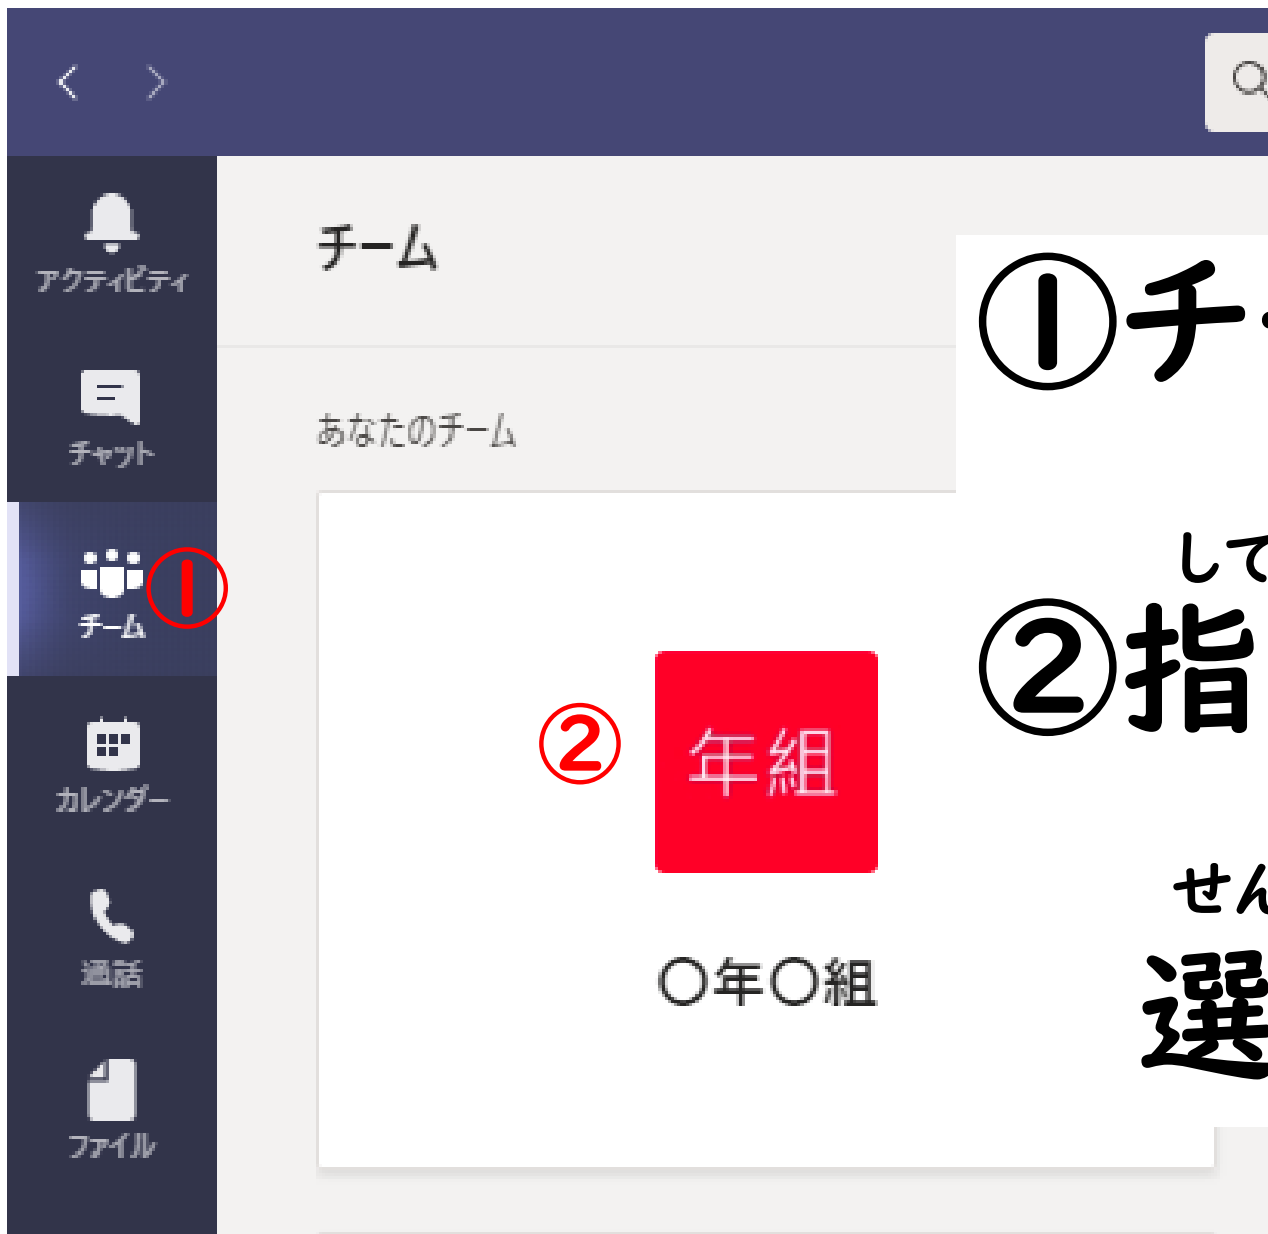 アクティビティ
チャット
①
チーム
カレンダー
通話
ファイル
チーム
あなたのチーム
②
年組
〇年〇組
①チ
して
②指
せん
選